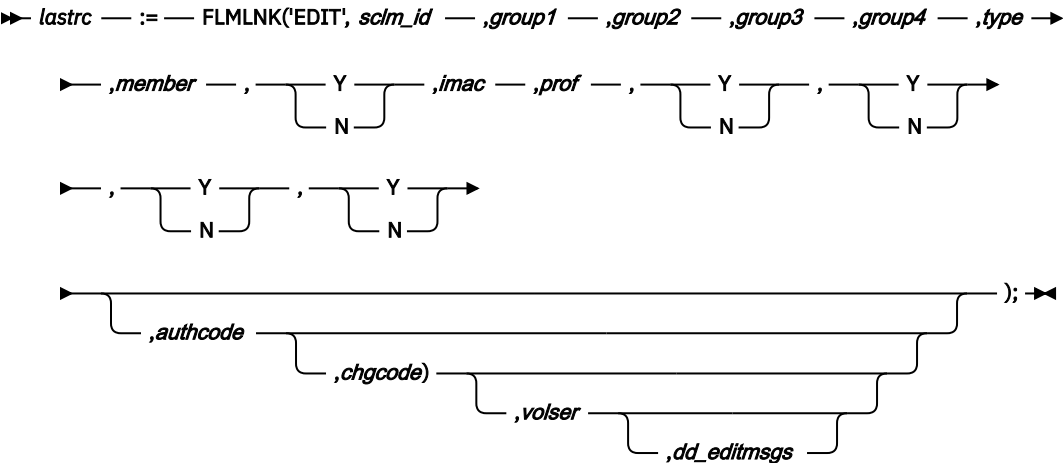 lastrc := FLMLNK('EDIT', sclm_id ,group1 ,group2 ,group3 ,group4 ,type
,member , Y ,imac ,prof , Y , Y
N N N
, Y , Y
N N
);
,authcode
,chgcode)
,volser
,dd_editmsgs